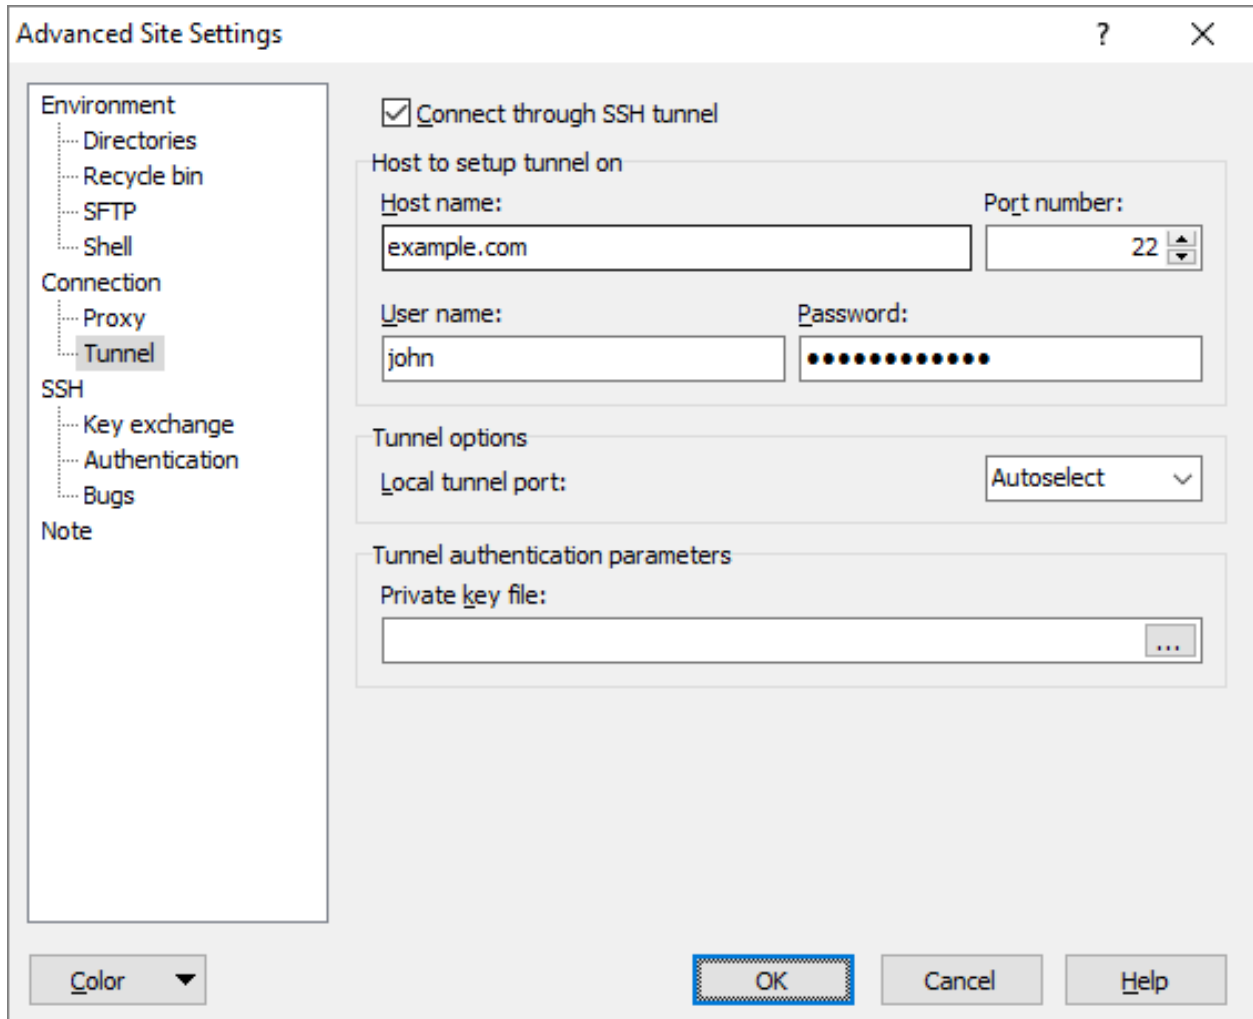 Advanced Site Settings
?
Environment
Directories
Recycle bin
SFTP
Shell
Connection
Proxy
Tunnel
SSH
Key exchange
Authentication
Bugs
Note
Connect through SSH tunnel
Host to setup tunnel on
Host name:
Port number:
example.com
22
User name:
Password:
john
••••••••••••
Tunnel options
Local tunnel port:
Autoselect
Tunnel authentication parameters
Private key file:
...
Color
OK
Cancel
Help